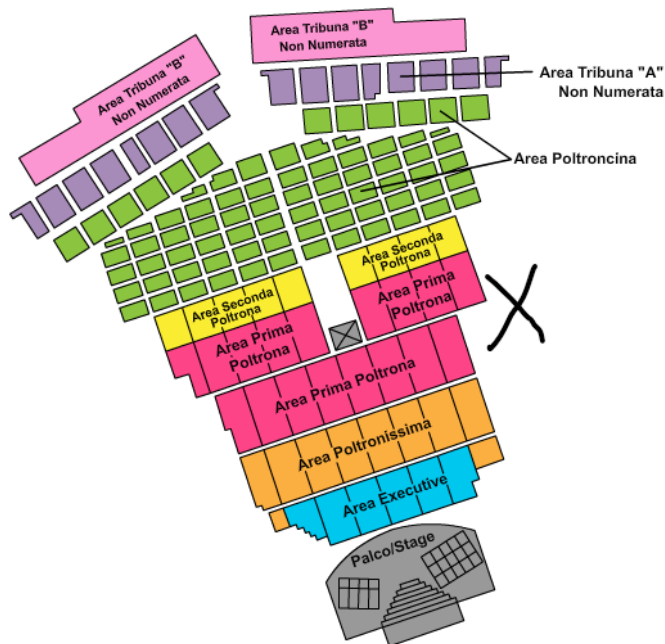 Area Tribuna "B"
Non Numerata
Area Tribuna "B"
Non Numerata
Area Tribuna "A"
Non Numerata
Area Poltroncina
Area Seconda
Poltrona
Area Prima
Poltrona
Area Seconda
Poltrona
Area Prima
Poltrona
Area Prima Poltrona
Area Poltronissima
Area Executive
Palco/Stage